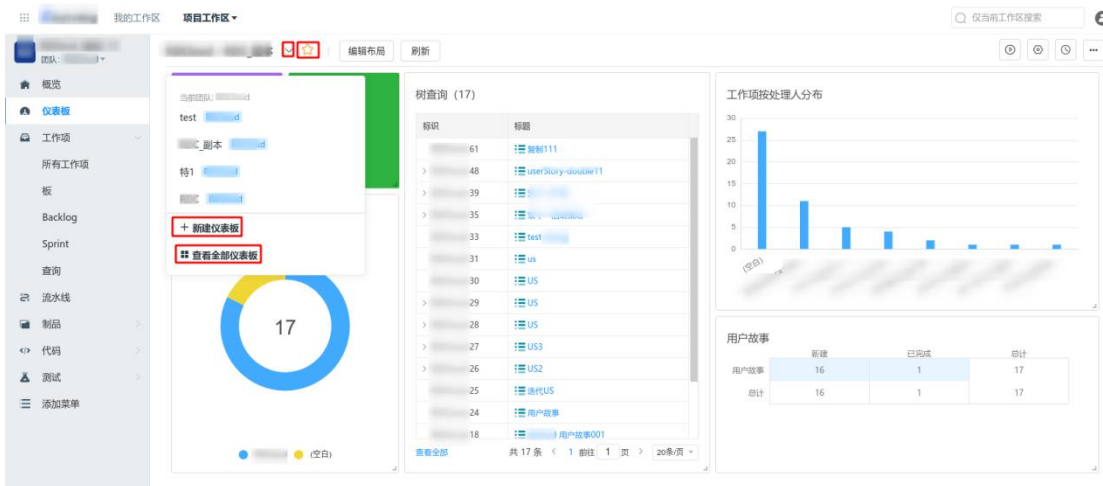 我的工作区
项目工作区
仅当前工作区搜索
团队:
编辑布局
刷新
概览
仪表板
工作项
所有工作项
板
Backlog
Sprint
查询
流水线
制品
代码
测试
添加菜单
当前团队:
test
_副本
特1
+ 新建仪表板
查看全部仪表板
17
(空白)
树查询 (17)
标识 标题
61 复制111
48 userStory-double11
39
35
33 test
31 us
30 US
29 US
28 US
27 US3
26 US2
25 迭代US
24 用户故事
18 用户故事001
查看全部 共 17 条 1 前往 1 页 20条/页
工作项按处理人分布
30
25
20
15
10
5
0
(空白)
用户故事
新建 已完成 总计
用户故事 16 1 17
总计 16 1 17